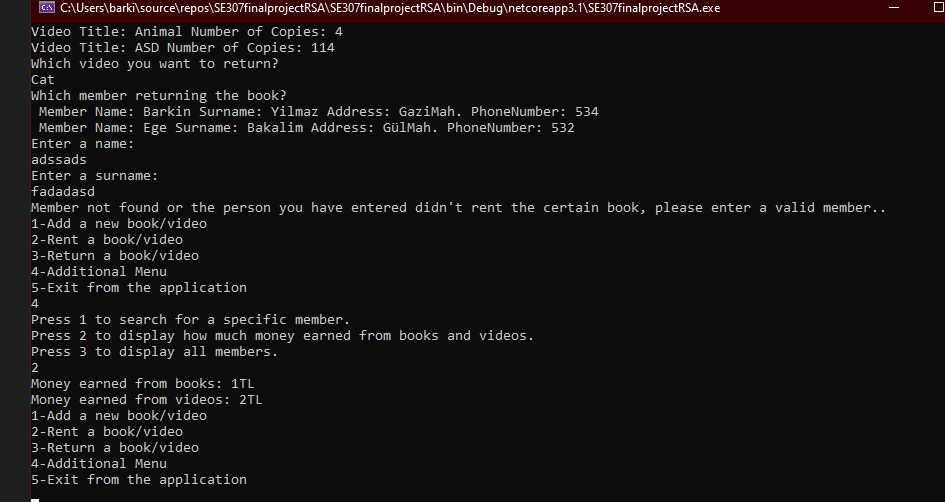 C:\Users\barki\source\repos\SE307finalprojectRSA\SE307finalprojectRSA\bin\Debug\netcoreapp3.1\SE307finalprojectRSA.exe
Video Title: Animal Number of Copies: 4
Video Title: ASD Number of Copies: 114
Which video you want to return?
Cat
Which member returning the book?
 Member Name: Barkin Surname: Yilmaz Address: GaziMah. PhoneNumber: 534
 Member Name: Ege Surname: Bakalim Address: GülMah. PhoneNumber: 532
Enter a name:
adssads
Enter a surname:
fadadasd
Member not found or the person you have entered didn't rent the certain book, please enter a valid member..
1-Add a new book/video
2-Rent a book/video
3-Return a book/video
4-Additional Menu
5-Exit from the application
4
Press 1 to search for a specific member.
Press 2 to display how much money earned from books and videos.
Press 3 to display all members.
2
Money earned from books: 1TL
Money earned from videos: 2TL
1-Add a new book/video
2-Rent a book/video
3-Return a book/video
4-Additional Menu
5-Exit from the application